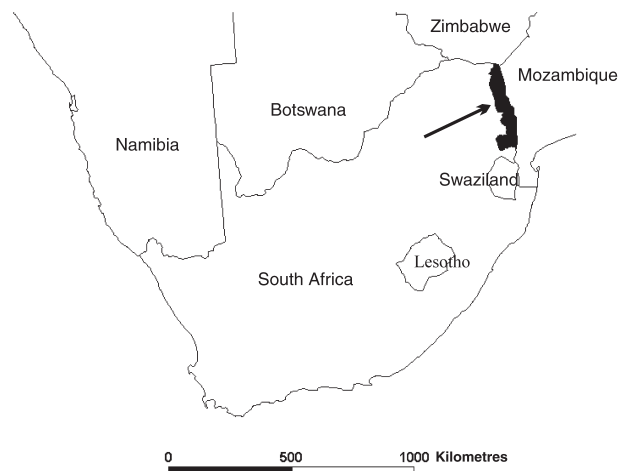 Zimbabwe
Mozambique
Botswana
Namibia
Swaziland
Lesotho
South Africa
0 500 1000 Kilometres